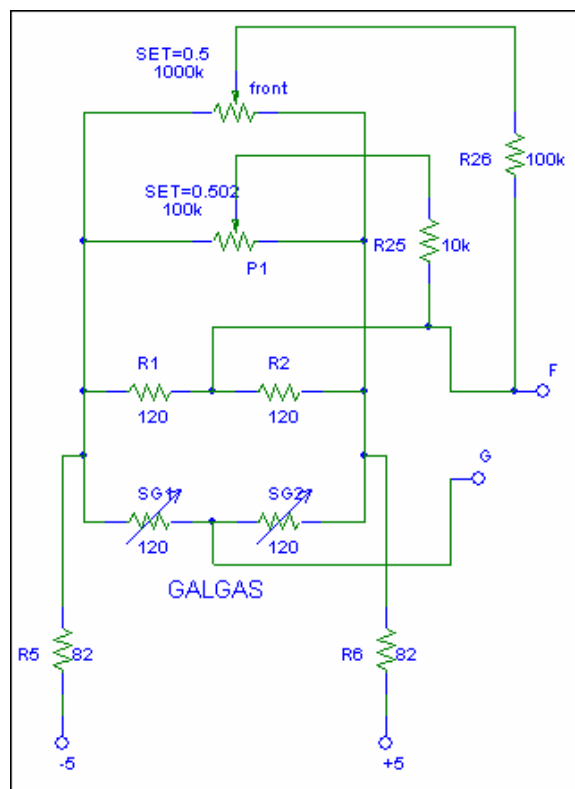 SET=0.5
1000k
front
R26
100k
SET=0.502
100k
R25
10k
P1
R1
R2
F
120
120
G
SG1
SG2
120
120
GALGAS
R5
82
R6
82
-5
+5